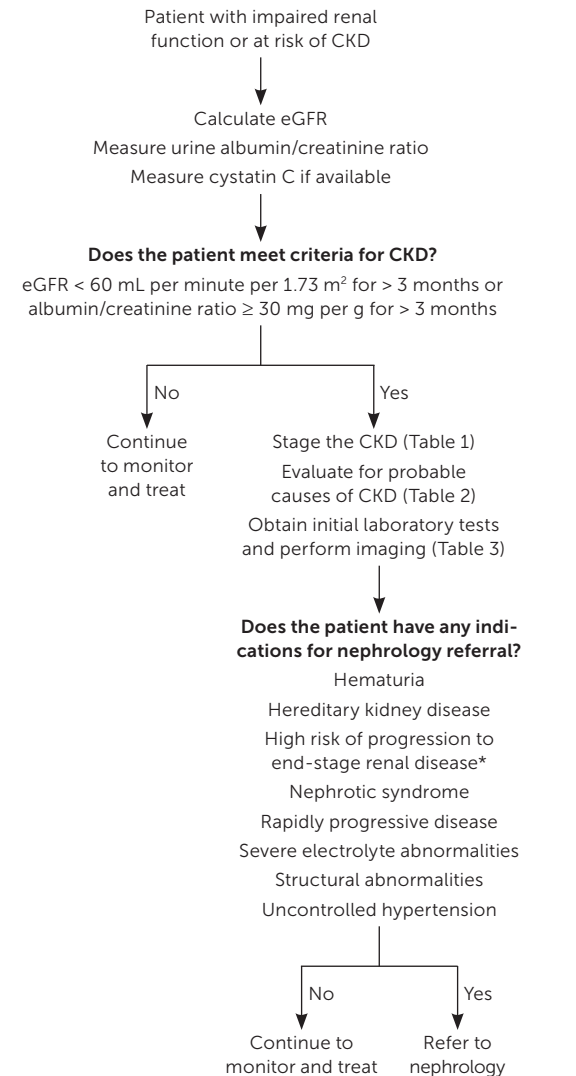 Patient with impaired renal
function or at risk of CKD
Calculate eGFR
Measure urine albumin/creatinine ratio
Measure cystatin C if available
Does the patient meet criteria for CKD?
eGFR < 60 mL per minute per 1.73 m² for > 3 months or
albumin/creatinine ratio ≥ 30 mg per g for > 3 months
No
Yes
Continue
to monitor
and treat
Stage the CKD (Table 1)
Evaluate for probable
causes of CKD (Table 2)
Obtain initial laboratory tests
and perform imaging (Table 3)
Does the patient have any indi-
cations for nephrology referral?
Hematuria
Hereditary kidney disease
High risk of progression to
end-stage renal disease*
Nephrotic syndrome
Rapidly progressive disease
Severe electrolyte abnormalities
Structural abnormalities
Uncontrolled hypertension
No
Yes
Continue to
monitor and treat
Refer to
nephrology